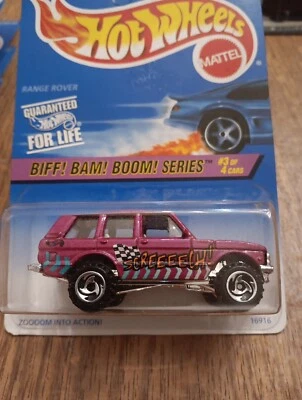 Hot Wheels
MATTEL
RANGE ROVER
GUARANTEED
FOR LIFE
BIFF! BAM! BOOM! SERIES™
#3 OF
4 CARS
SCREEEECH!
ZOOOOM INTO ACTION!
16916